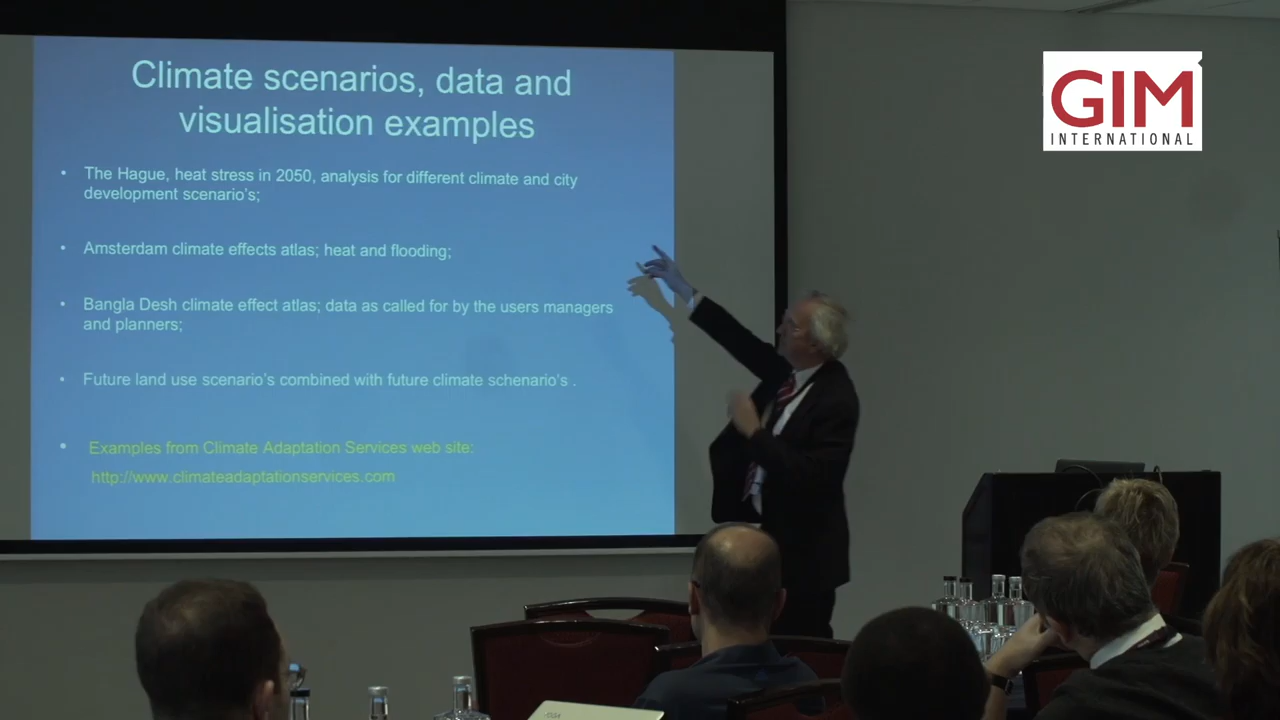 Climate scenarios, data and
visualisation examples
• The Hague, heat stress in 2050, analysis for different climate and city
development scenario's;
• Amsterdam climate effects atlas; heat and flooding;
• Bangla Desh climate effect atlas; data as called for by the users managers
and planners;
• Future land use scenario's combined with future climate schenario's .
• Examples from Climate Adaptation Services web site:
http://www.climateadaptationservices.com
GIM
INTERNATIONAL